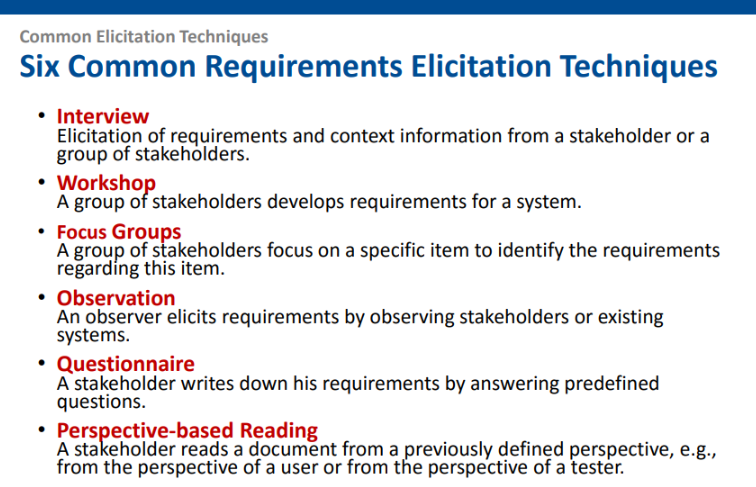 Common Elicitation Techniques
Six Common Requirements Elicitation Techniques
• Interview
Elicitation of requirements and context information from a stakeholder or a
group of stakeholders.
• Workshop
A group of stakeholders develops requirements for a system.
• Focus Groups
A group of stakeholders focus on a specific item to identify the requirements
regarding this item.
• Observation
An observer elicits requirements by observing stakeholders or existing
systems.
• Questionnaire
A stakeholder writes down his requirements by answering predefined
questions.
• Perspective-based Reading
A stakeholder reads a document from a previously defined perspective, e.g.,
from the perspective of a user or from the perspective of a tester.